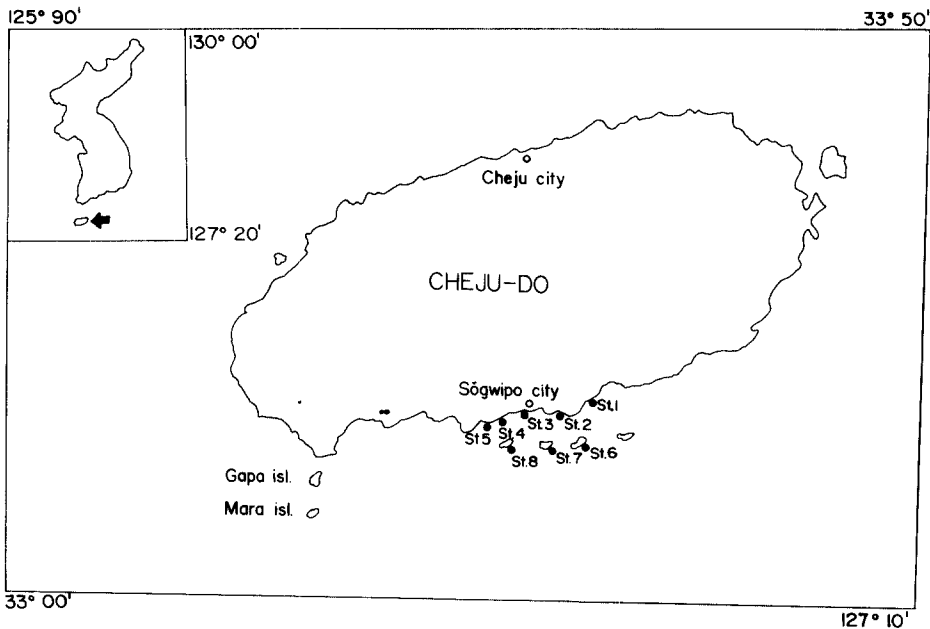 125° 90'
33° 50'
130° 00'
Cheju city
127° 20'
CHEJU-DO
Sŏgwipo city
St.1
St.2
St.3
St.4
St.5
St.6
St.7
St.8
Gapa isl.
Mara isl.
33° 00'
127° 10'